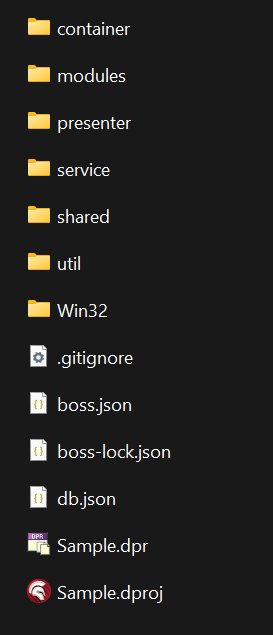 container
modules
presenter
service
shared
util
Win32
.gitignore
boss.json
boss-lock.json
db.json
DPR
Sample.dpr
Sample.dproj